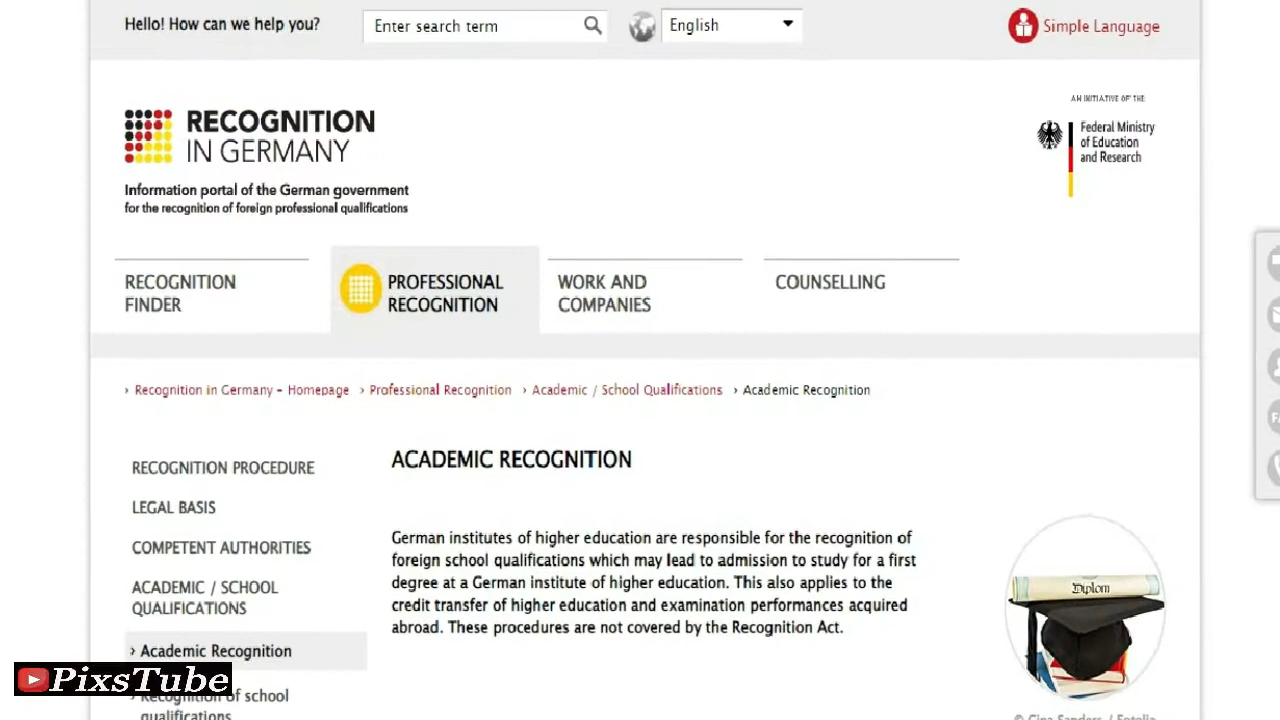 Hello! How can we help you?
Enter search term
English
Simple Language
RECOGNITION
IN GERMANY
Information portal of the German government
for the recognition of foreign professional qualifications
AN INITIATIVE OF THE
Federal Ministry
of Education
and Research
RECOGNITION
FINDER
PROFESSIONAL
RECOGNITION
WORK AND
COMPANIES
COUNSELLING
› Recognition in Germany – Homepage › Professional Recognition › Academic / School Qualifications › Academic Recognition
RECOGNITION PROCEDURE
LEGAL BASIS
COMPETENT AUTHORITIES
ACADEMIC / SCHOOL
QUALIFICATIONS
› Academic Recognition
Recognition of school
qualifications
ACADEMIC RECOGNITION
German institutes of higher education are responsible for the recognition of
foreign school qualifications which may lead to admission to study for a first
degree at a German institute of higher education. This also applies to the
credit transfer of higher education and examination performances acquired
abroad. These procedures are not covered by the Recognition Act.
Diplom
© Gina Sanders / Fotolia
PixsTube